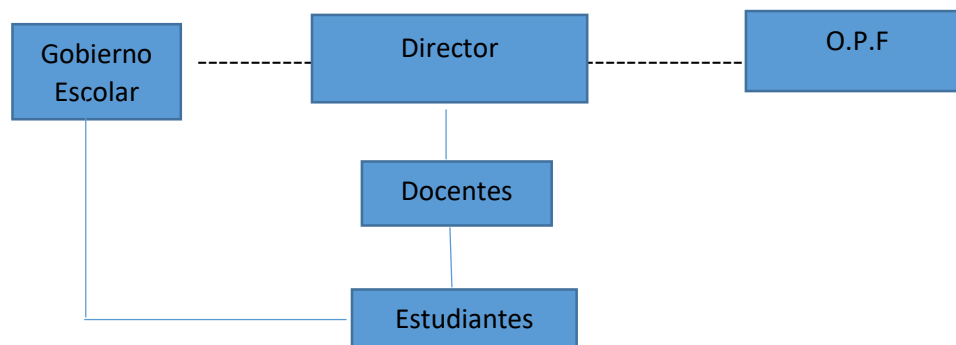 Gobierno
Escolar
Director
O.P.F
Docentes
Estudiantes